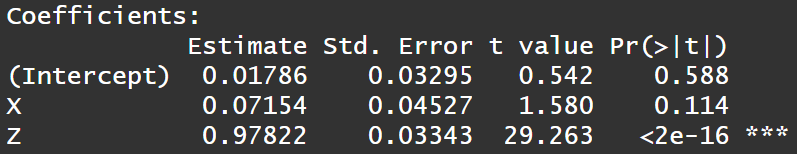 Coefficients:
Estimate Std. Error t value Pr(>|t|)
(Intercept) 0.01786 0.03295 0.542 0.588
X 0.07154 0.04527 1.580 0.114
Z 0.97822 0.03343 29.263 <2e-16 ***